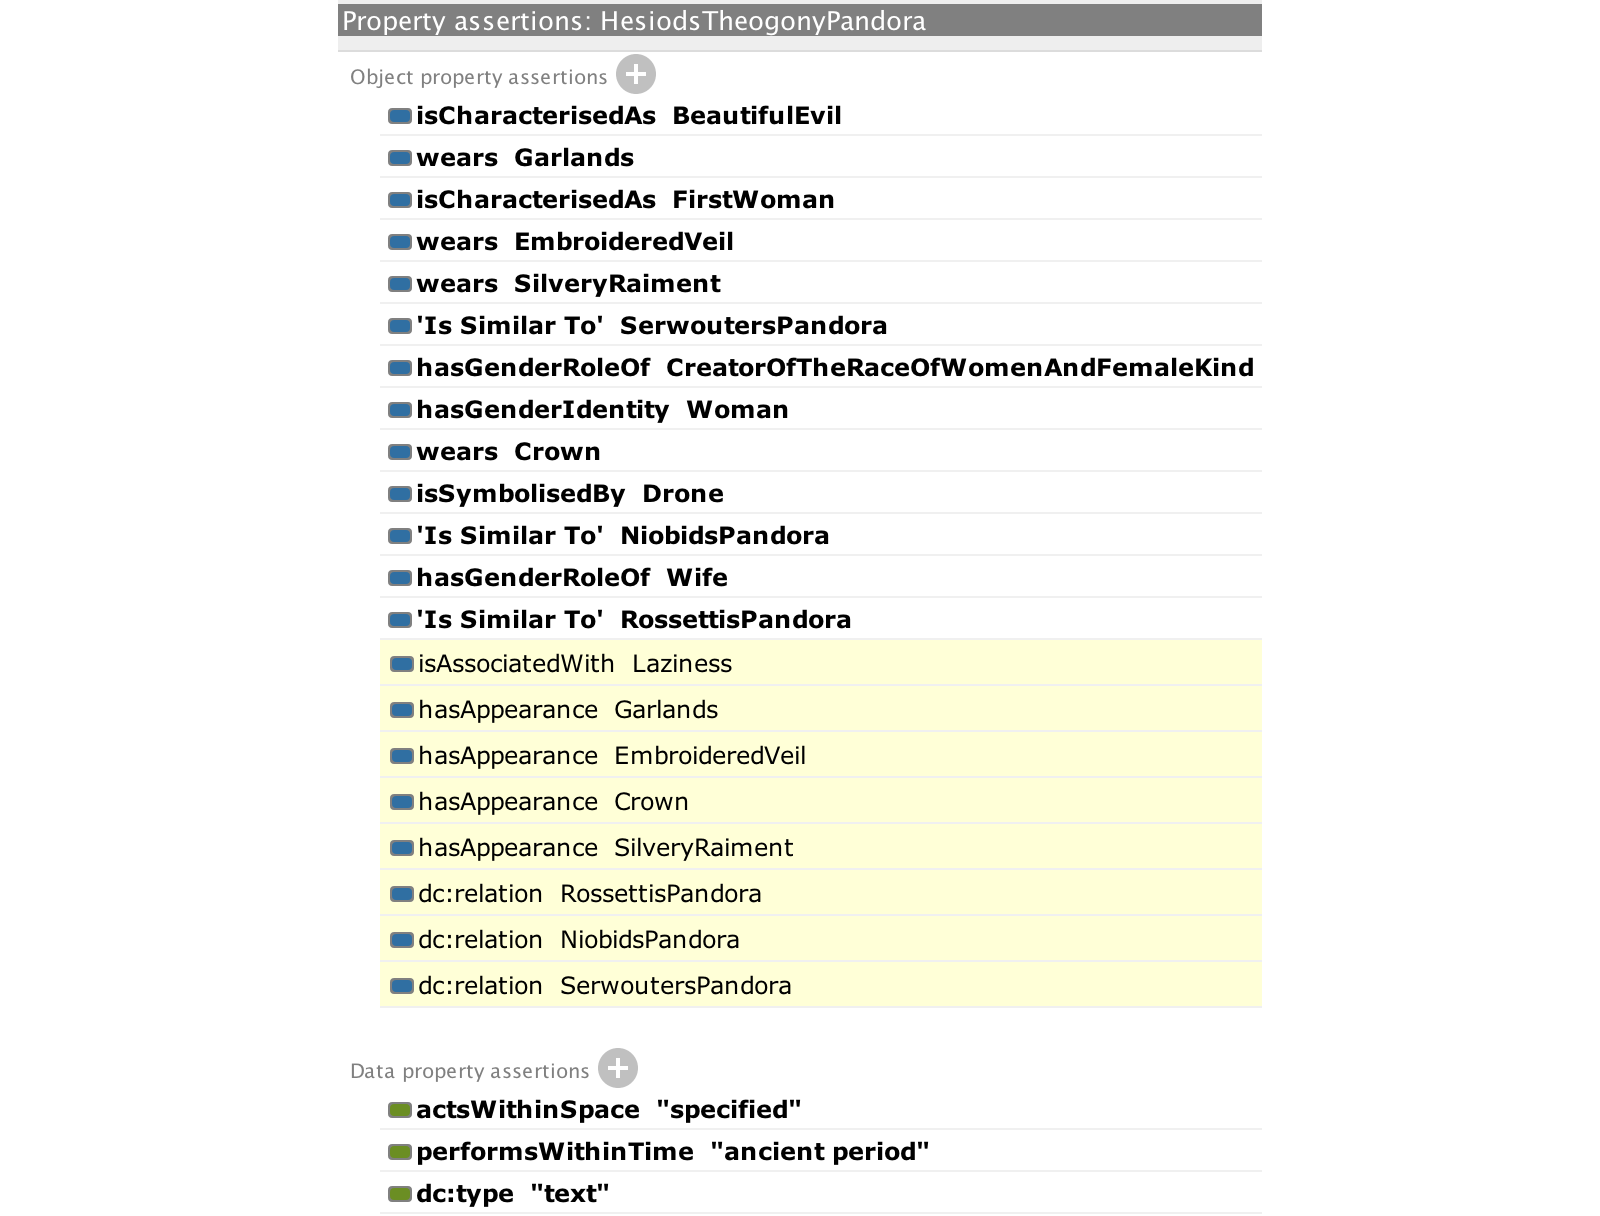 Property assertions: HesiodsTheogonyPandora
Object property assertions
isCharacterisedAs BeautifulEvil
wears Garlands
isCharacterisedAs FirstWoman
wears EmbroideredVeil
wears SilveryRaiment
'Is Similar To' SerwoutersPandora
hasGenderRoleOf CreatorOfTheRaceOfWomenAndFemaleKind
hasGenderIdentity Woman
wears Crown
isSymbolisedBy Drone
'Is Similar To' NiobidsPandora
hasGenderRoleOf Wife
'Is Similar To' RossettisPandora
isAssociatedWith Laziness
hasAppearance Garlands
hasAppearance EmbroideredVeil
hasAppearance Crown
hasAppearance SilveryRaiment
dc:relation RossettisPandora
dc:relation NiobidsPandora
dc:relation SerwoutersPandora
Data property assertions
actsWithinSpace "specified"
performsWithinTime "ancient period"
dc:type "text"